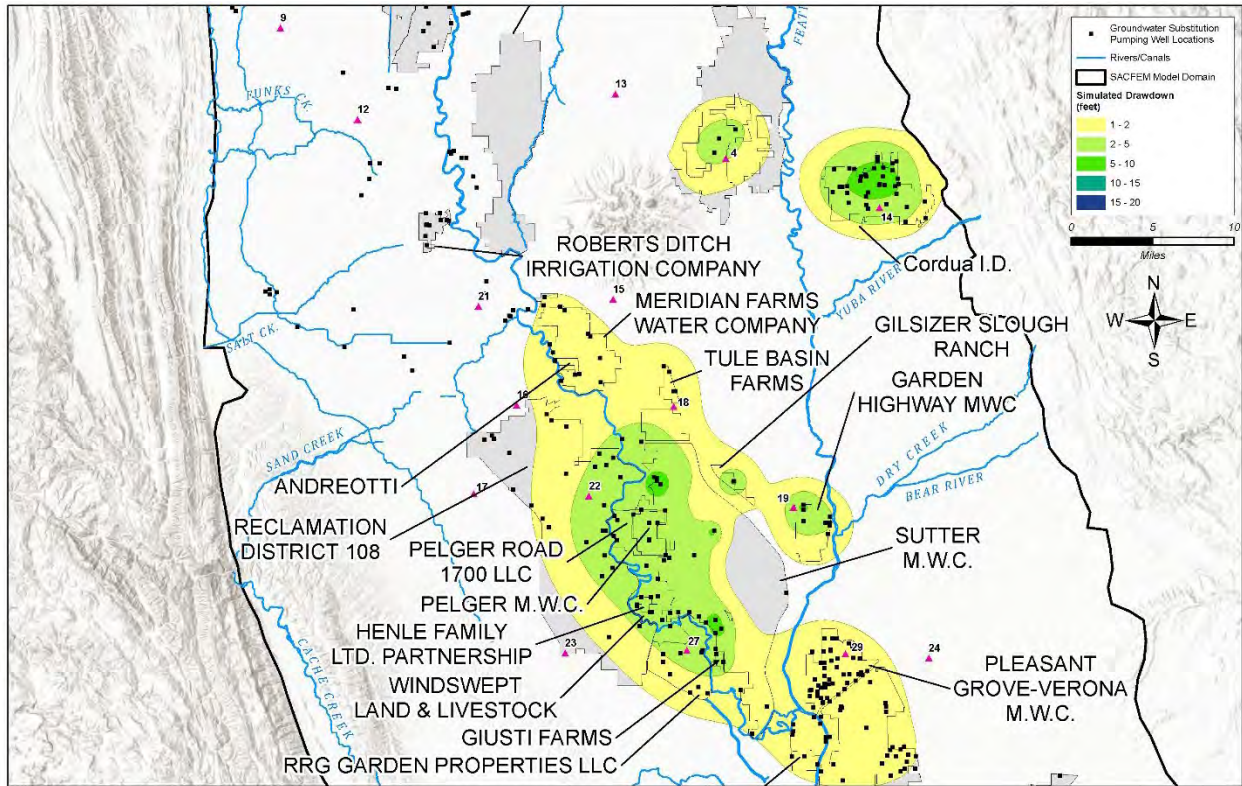 9
FUNKS CK.
12
13
4
FEAT
14
Groundwater Substitution
Pumping Well Locations
Rivers/Canals
SACFEM Model Domain
Simulated Drawdown
(feet)
1 - 2
2 - 5
5 - 10
10 - 15
15 - 20
0
5
10
Miles
N
W
E
S
ROBERTS DITCH
IRRIGATION COMPANY
Cordua I.D.
YUBA RIVER
21
15
MERIDIAN FARMS
WATER COMPANY
GILSIZER SLOUGH
RANCH
SALT CK.
TULE BASIN
FARMS
GARDEN
HIGHWAY MWC
16
18
SAND CREEK
DRY CREEK
BEAR RIVER
ANDREOTTI
17
22
19
RECLAMATION
DISTRICT 108
PELGER ROAD
1700 LLC
SUTTER
M.W.C.
PELGER M.W.C.
CACHE CREEK
HENLE FAMILY
LTD. PARTNERSHIP
23
27
29
24
PLEASANT
GROVE-VERONA
M.W.C.
WINDSWEPT
LAND & LIVESTOCK
GIUSTI FARMS
RRG GARDEN PROPERTIES LLC